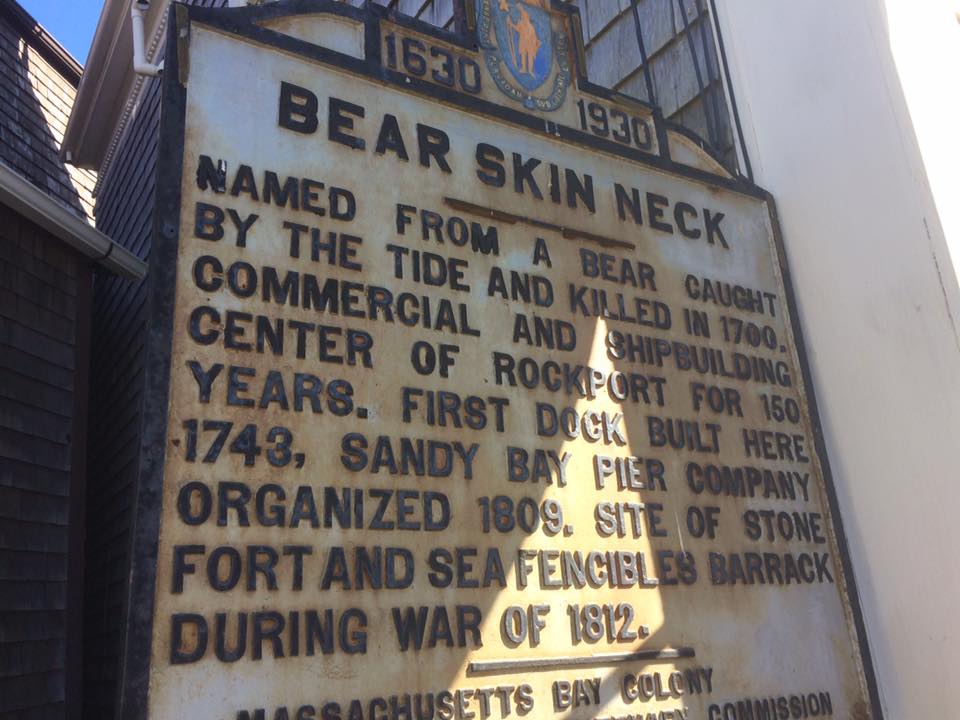 1630
1930
BEAR SKIN NECK
NAMED FROM A BEAR CAUGHT
BY THE TIDE AND KILLED IN 1700.
COMMERCIAL AND SHIPBUILDING
CENTER OF ROCKPORT FOR 150
YEARS. FIRST DOCK BUILT HERE
1743, SANDY BAY PIER COMPANY
ORGANIZED 1809. SITE OF STONE
FORT AND SEA FENCIBLES BARRACK
DURING WAR OF 1812.
MASSACHUSETTS BAY COLONY
COMMISSION